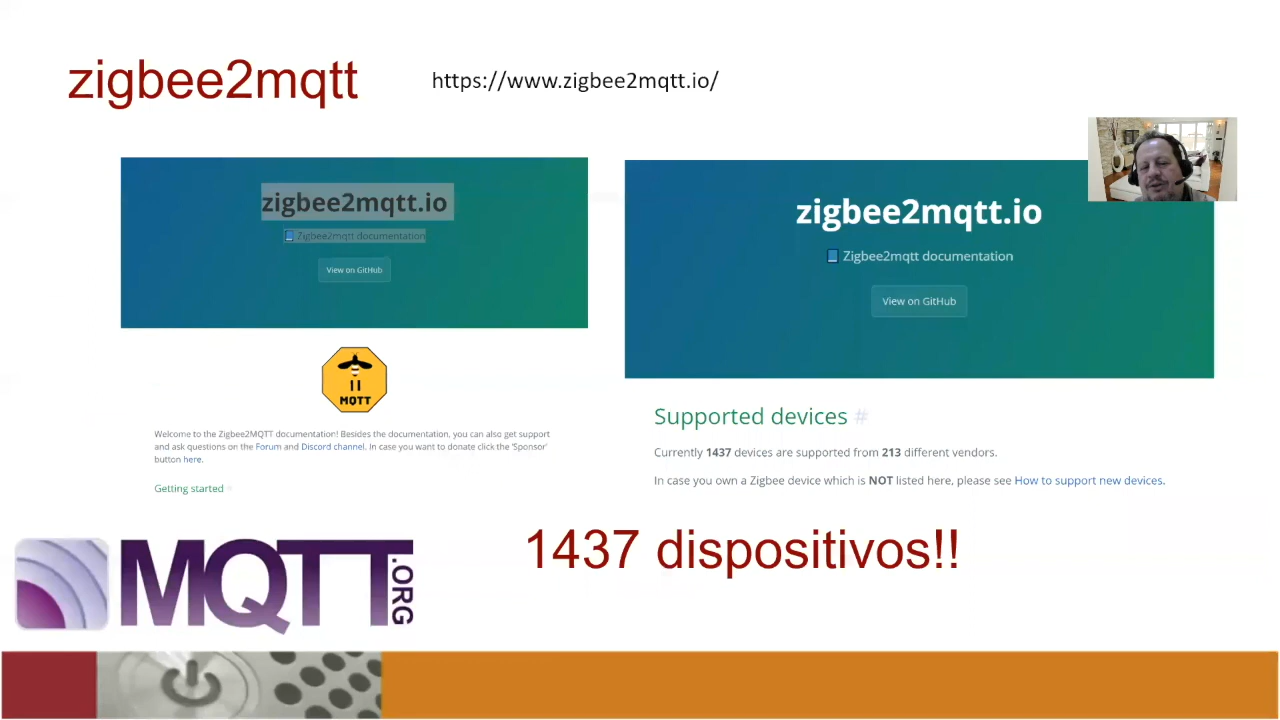 zigbee2mqtt
https://www.zigbee2mqtt.io/
zigbee2mqtt.io
Zigbee2mqtt documentation
View on GitHub
MQTT
Welcome to the Zigbee2MQTT documentation! Besides the documentation, you can also get support
and ask questions on the Forum and Discord channel. In case you want to donate click the 'Sponsor'
button here.
Getting started
zigbee2mqtt.io
Zigbee2mqtt documentation
View on GitHub
Supported devices #
Currently 1437 devices are supported from 213 different vendors.
In case you own a Zigbee device which is NOT listed here, please see How to support new devices.
1437 dispositivos!!
MQTT.ORG